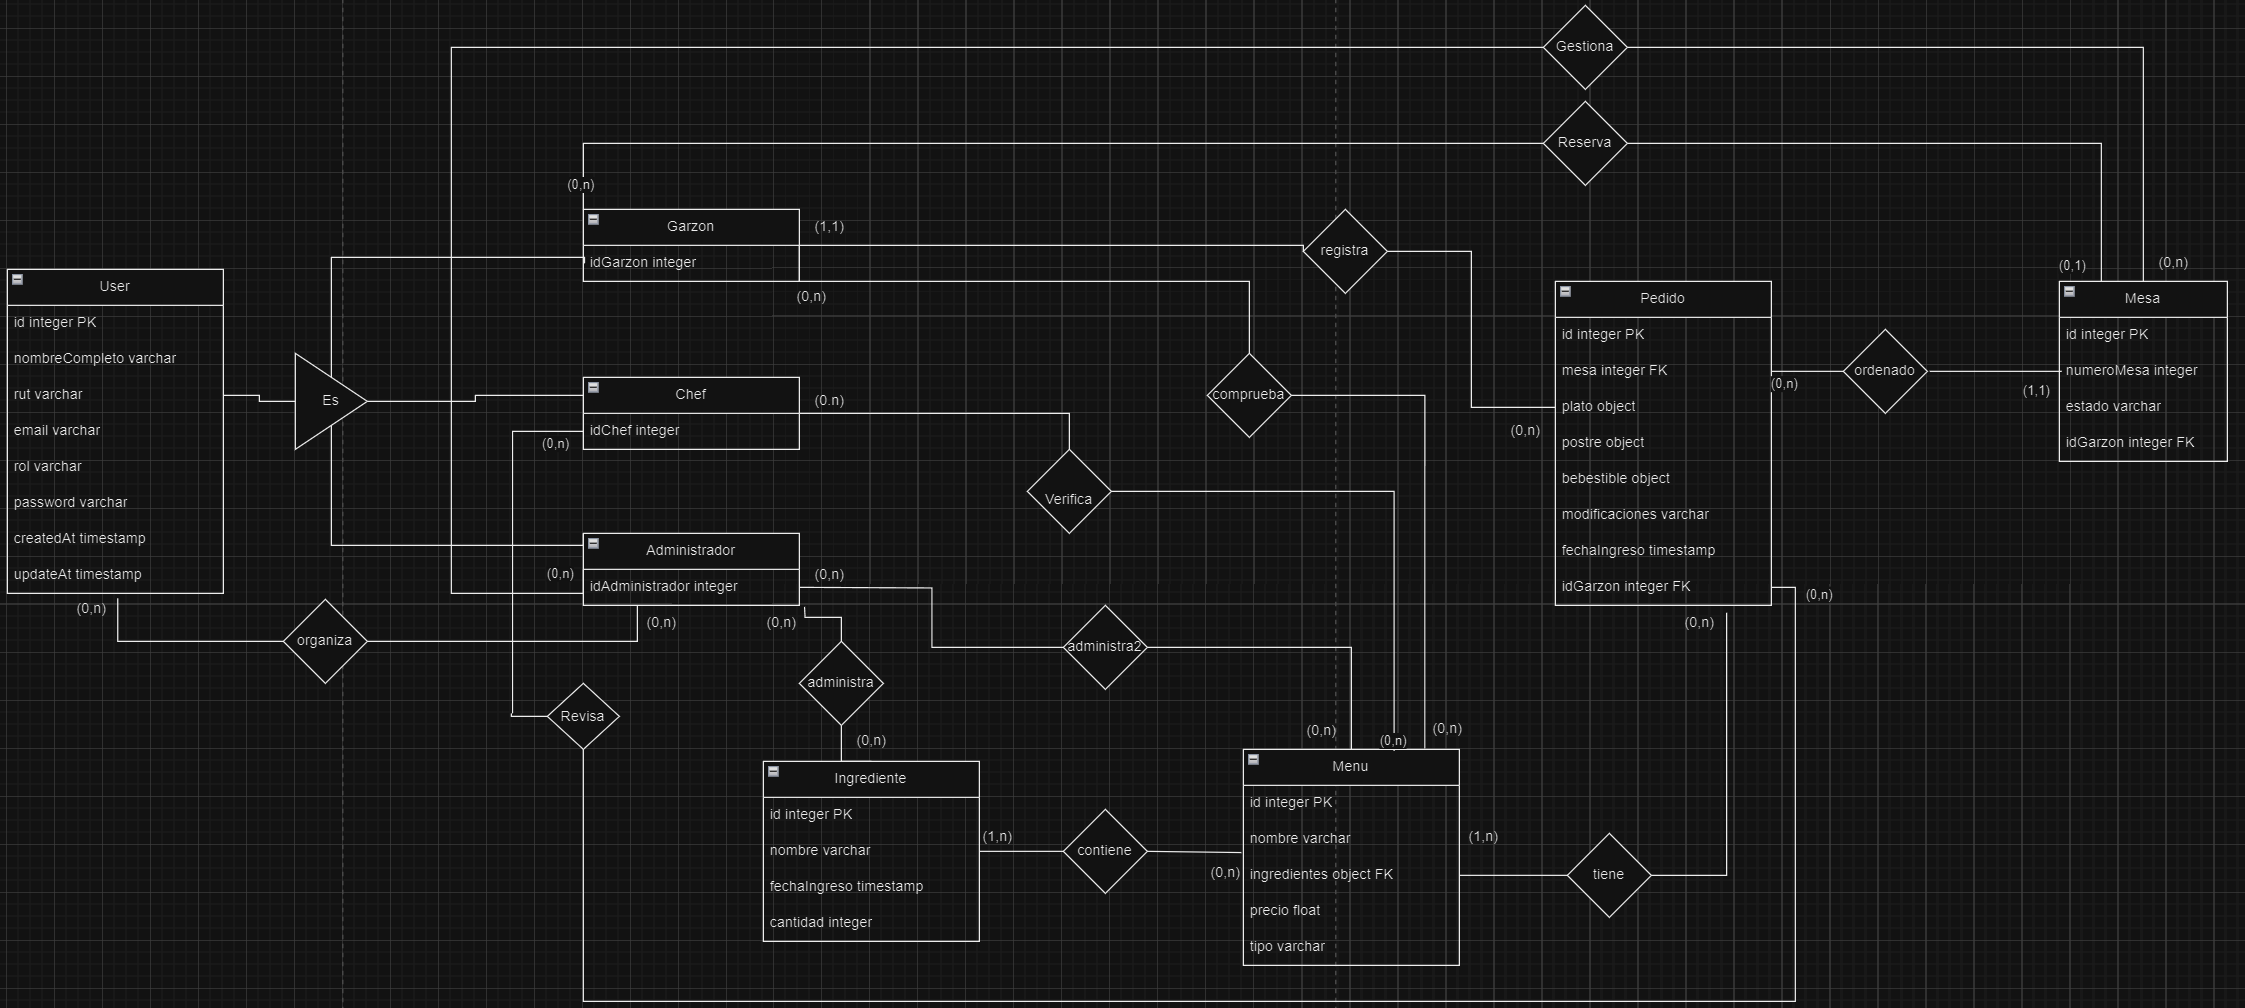 Gestiona
Reserva
(0,n)
Garzon
(1,1)
idGarzon integer
(0,n)
registra
(0,1)
(0,n)
User
id integer PK
nombreCompleto varchar
rut varchar
email varchar
rol varchar
password varchar
createdAt timestamp
updateAt timestamp
(0,n)
Es
Chef
(0.n)
idChef integer
(0,n)
comprueba
Verifica
Pedido
id integer PK
mesa integer FK
plato object
postre object
bebestible object
modificaciones varchar
fechaIngreso timestamp
idGarzon integer FK
(0,n)
(0,n)
ordenado
(1,1)
Mesa
id integer PK
numeroMesa integer
estado varchar
idGarzon integer FK
Administrador
(0,n)
(0,n)
idAdministrador integer
(0,n)
(0,n)
(0,n)
(0,n)
organiza
administra2
administra
Revisa
(0,n)
(0,n)
(0,n)
(0,n)
Ingrediente
id integer PK
nombre varchar
fechaIngreso timestamp
cantidad integer
(1,n)
contiene
(0,n)
Menu
id integer PK
nombre varchar
ingredientes object FK
precio float
tipo varchar
(1,n)
tiene